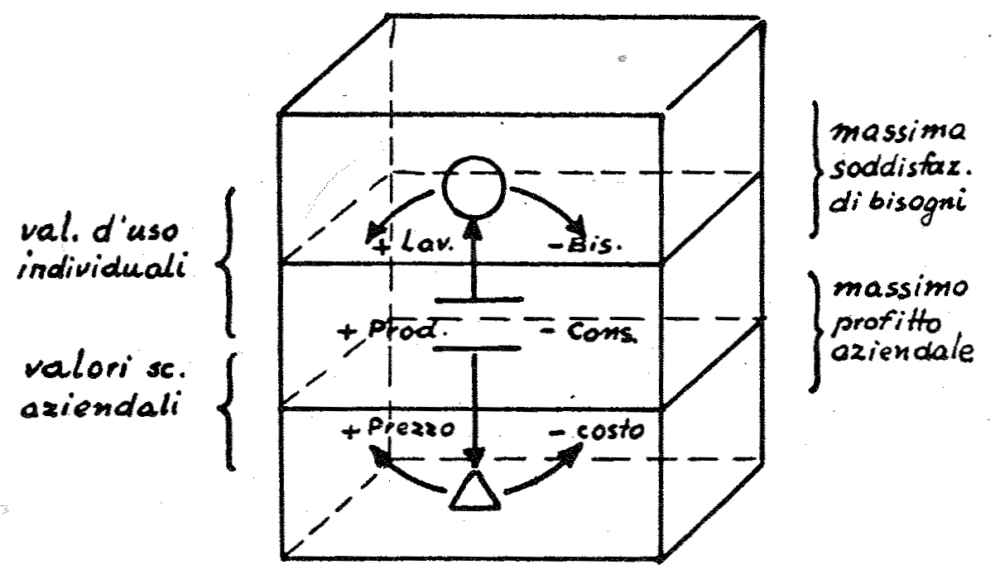 massima
soddisfaz.
di bisogni
val. d'uso
individuali
+ Lav.
- Bis.
massimo
profitto
aziendale
+ Prod.
- Cons.
valori sc.
aziendali
+ Prezzo
- costo